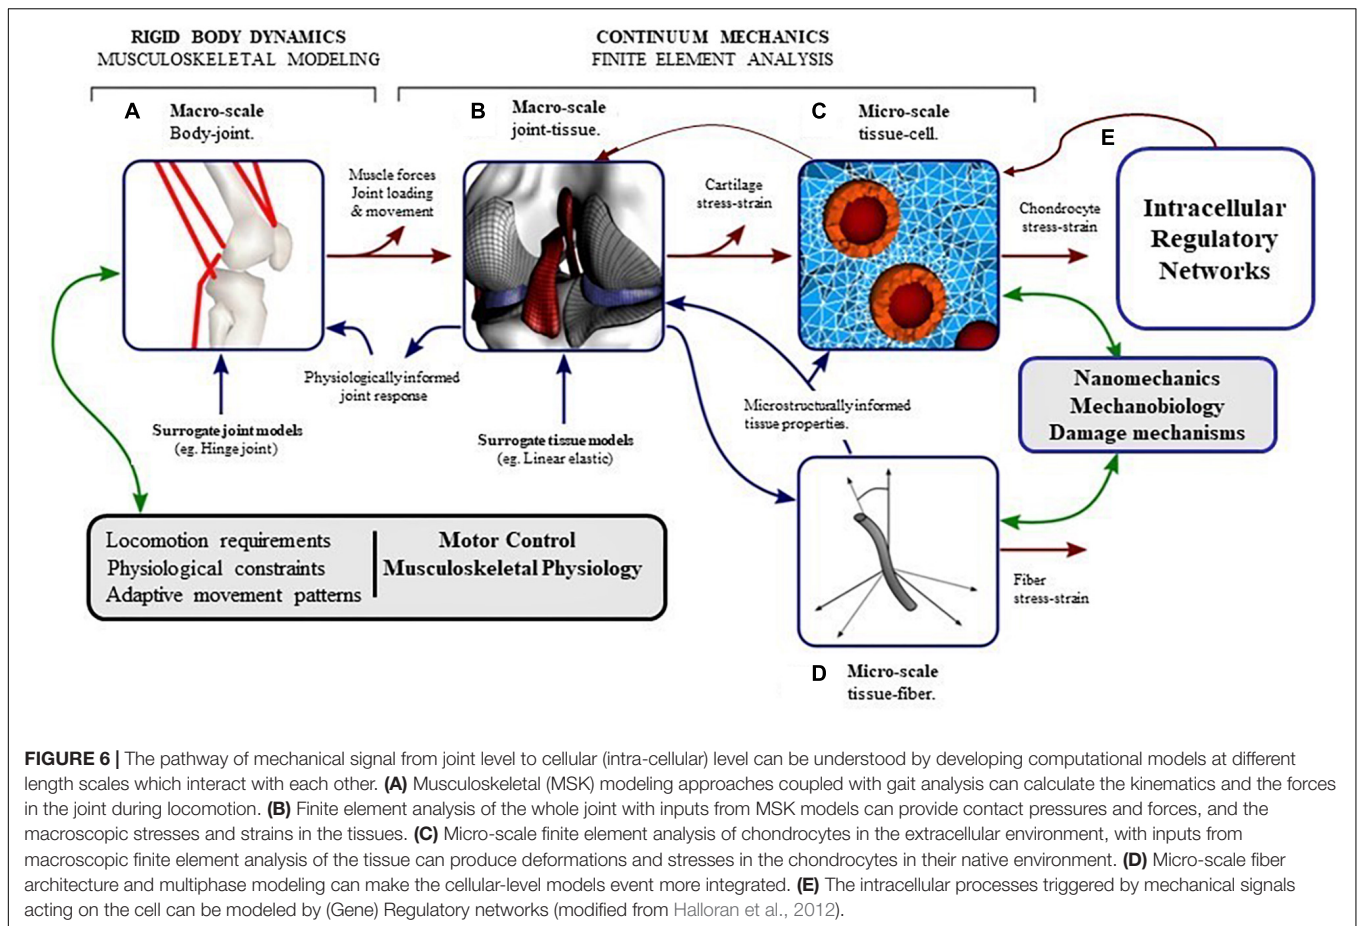 RIGID BODY DYNAMICS
MUSCULOSKELETAL MODELING
CONTINUUM MECHANICS
FINITE ELEMENT ANALYSIS
A
Macro-scale
Body-joint.
B
Macro-scale
joint-tissue.
C
Micro-scale
tissue-cell.
E
Muscle forces
Joint loading
& movement
Cartilage
stress-strain
Chondrocyte
stress-strain
Intracellular
Regulatory
Networks
Physiologically informed
joint response
Microstructurally informed
tissue properties.
Nanomechanics
Mechanobiology
Damage mechanisms
Surrogate joint models
(eg. Hinge joint)
Surrogate tissue models
(eg. Linear elastic)
Locomotion requirements
Physiological constraints
Adaptive movement patterns
Motor Control
Musculoskeletal Physiology
Fiber
stress-strain
D
Micro-scale
tissue-fiber.
FIGURE 6 | The pathway of mechanical signal from joint level to cellular (intra-cellular) level can be understood by developing computational models at different
length scales which interact with each other. (A) Musculoskeletal (MSK) modeling approaches coupled with gait analysis can calculate the kinematics and the forces
in the joint during locomotion. (B) Finite element analysis of the whole joint with inputs from MSK models can provide contact pressures and forces, and the
macroscopic stresses and strains in the tissues. (C) Micro-scale finite element analysis of chondrocytes in the extracellular environment, with inputs from
macroscopic finite element analysis of the tissue can produce deformations and stresses in the chondrocytes in their native environment. (D) Micro-scale fiber
architecture and multiphase modeling can make the cellular-level models event more integrated. (E) The intracellular processes triggered by mechanical signals
acting on the cell can be modeled by (Gene) Regulatory networks (modified from Halloran et al., 2012).